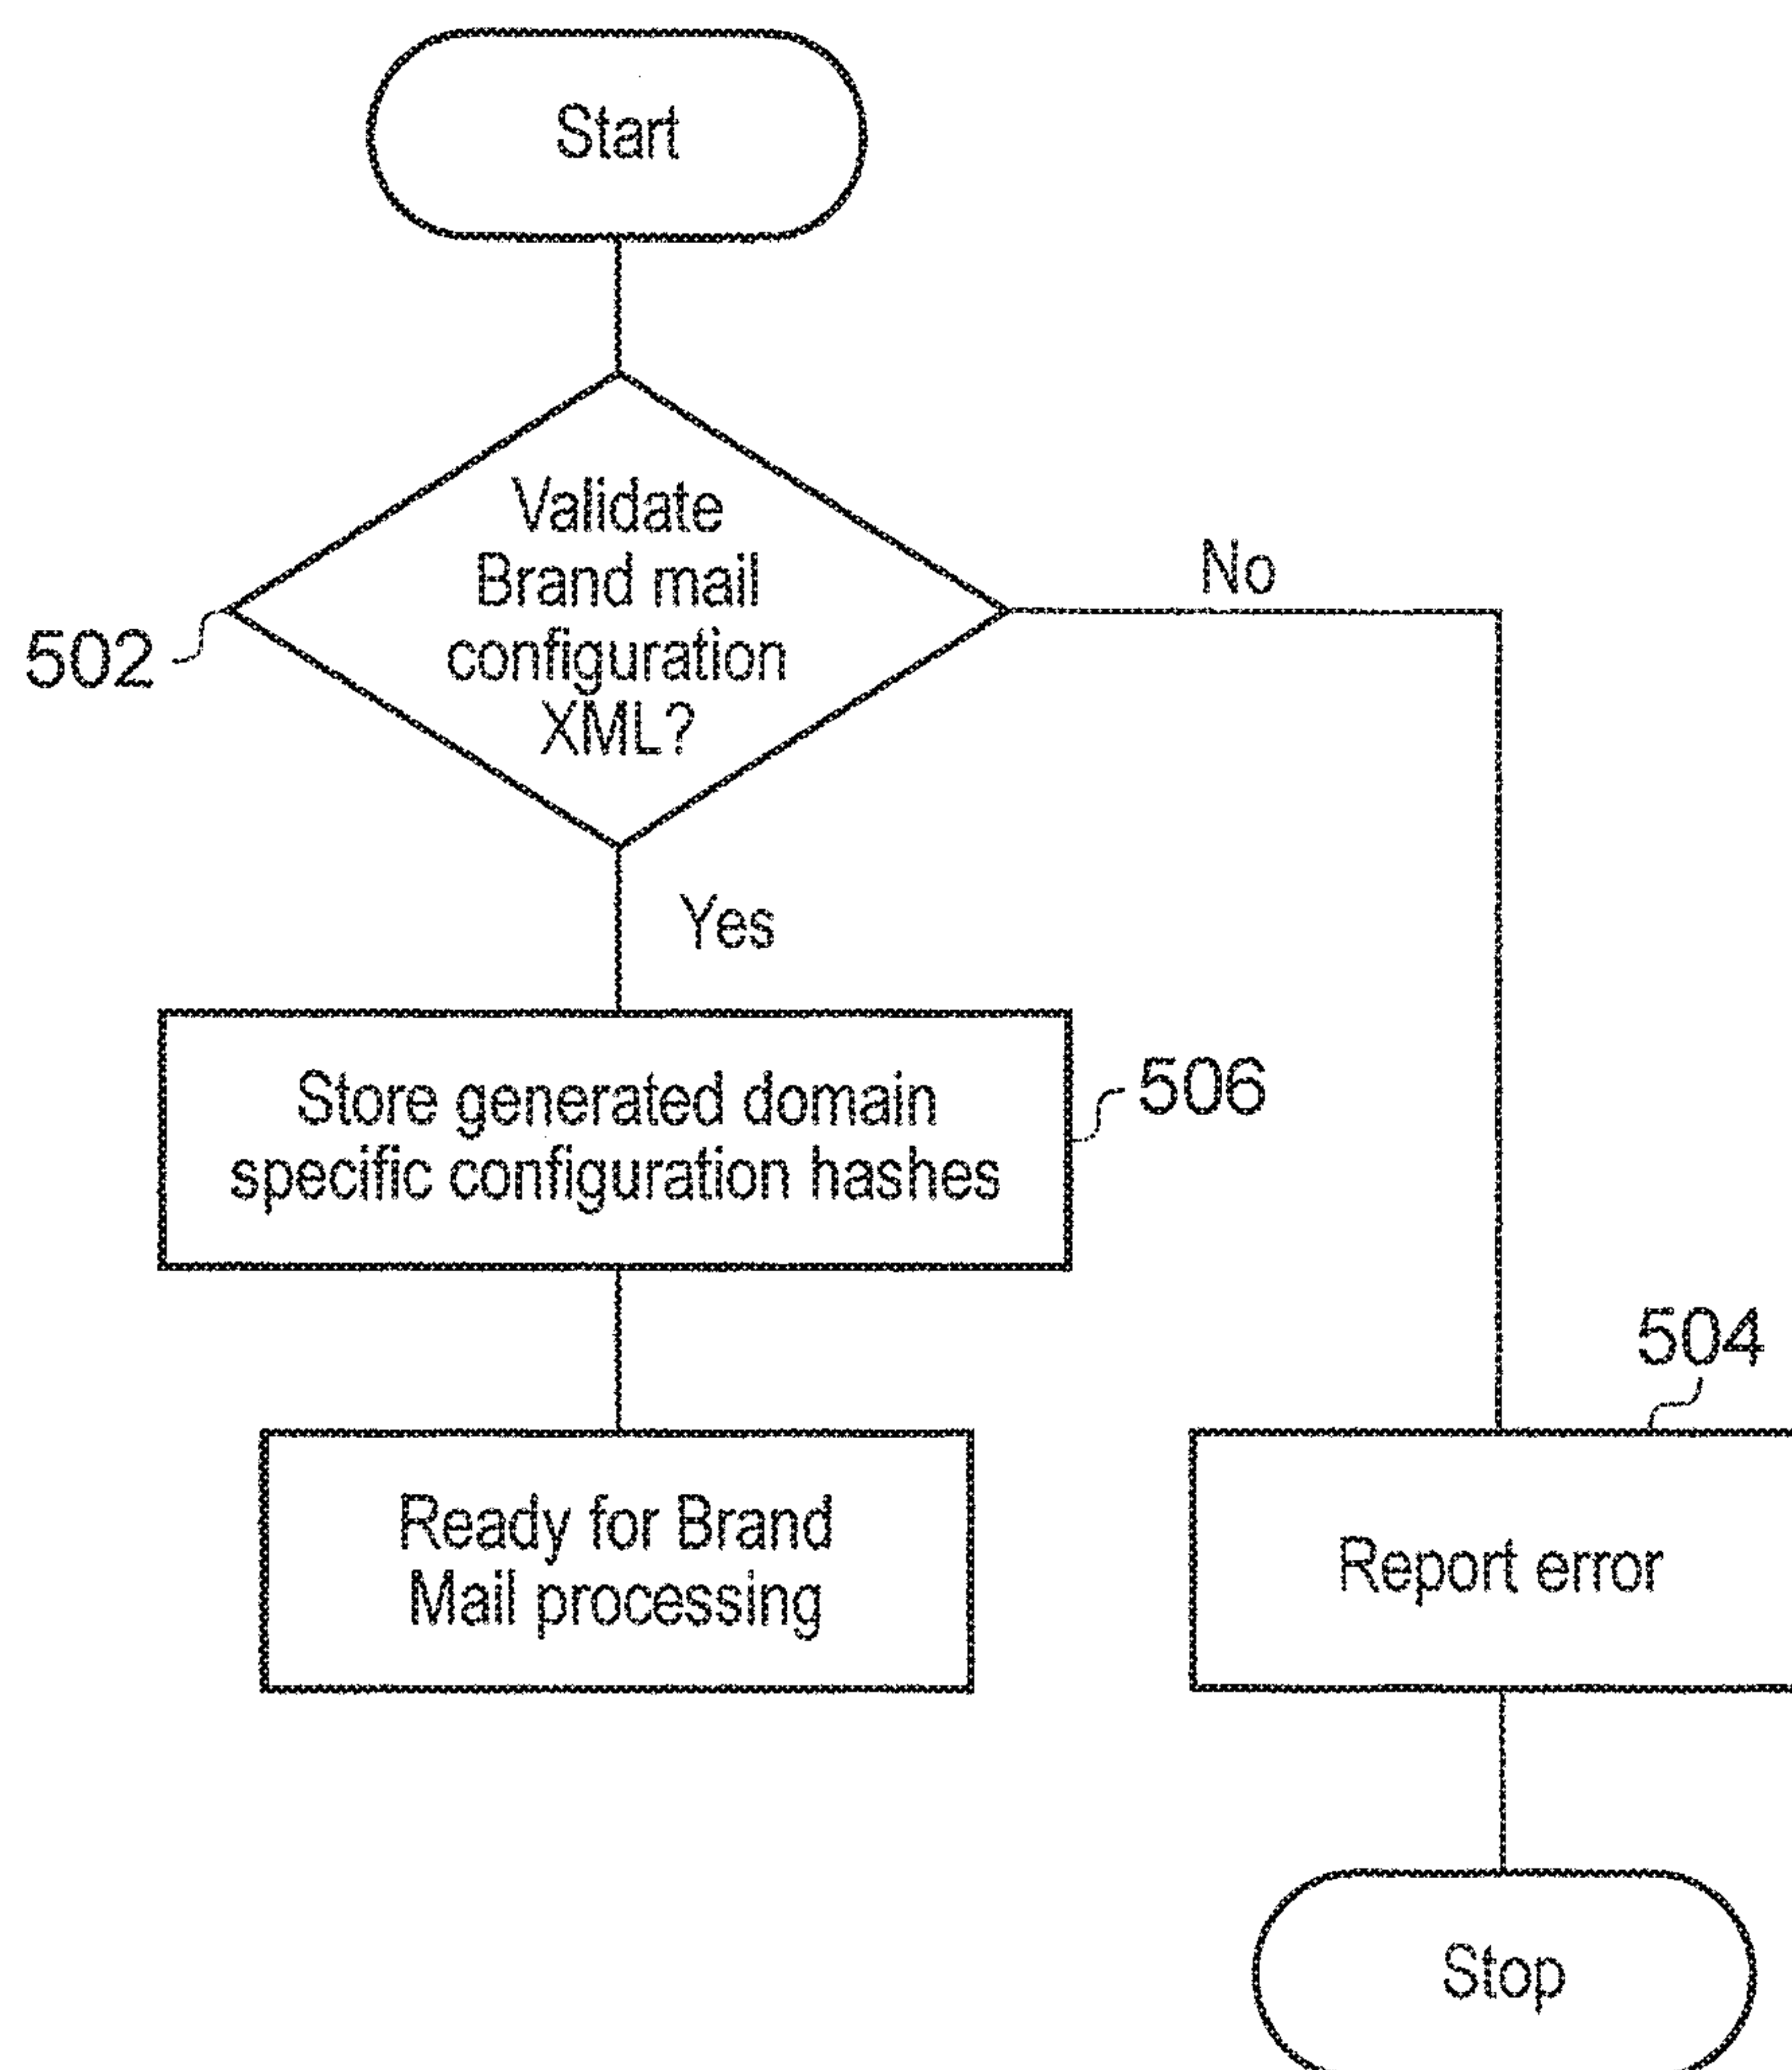 Start
Validate
Brand mail
configuration
XML?
No
502
Yes
Store generated domain
specific configuration hashes
506
504
Ready for Brand
Mail processing
Report error
Stop